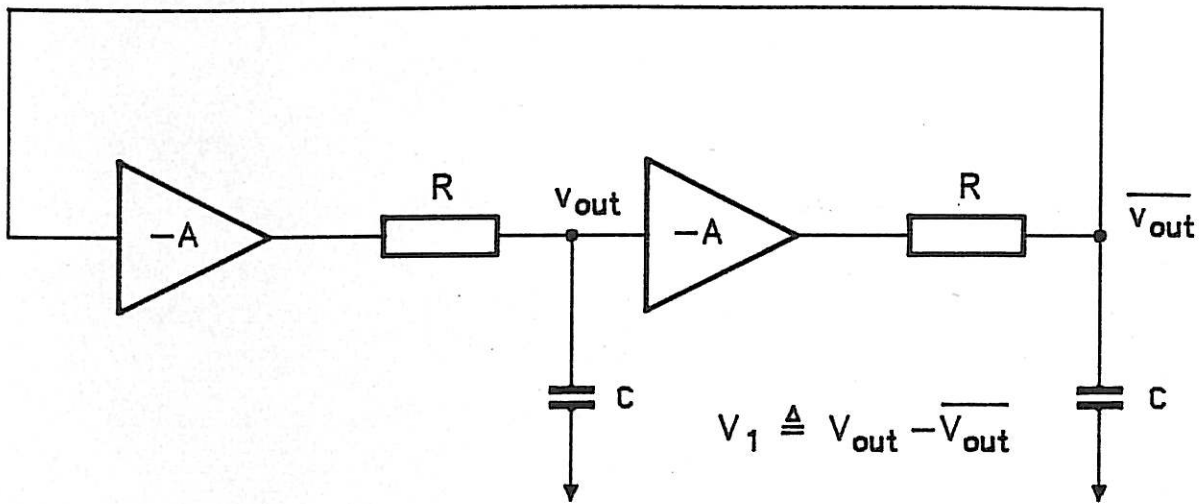 R
R
v_out
\overline{v_out}
-A
-A
C
C
V_1 ≜ V_out - \overline{V_out}